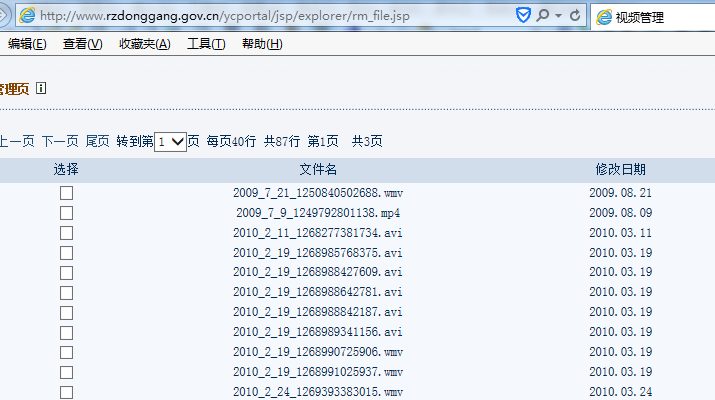 http://www.rzdonggang.gov.cn/ycportal/jsp/explorer/rm_file.jsp
视频管理
编辑(E) 查看(V) 收藏夹(A) 工具(T) 帮助(H)
管理页
上一页 下一页 尾页 转到第 1 页 每页40行 共87行 第1页 共3页
选择 文件名 修改日期
2009_7_21_1250840502688.wmv 2009.08.21
2009_7_9_1249792801138.mp4 2009.08.09
2010_2_11_1268277381734.avi 2010.03.11
2010_2_19_1268985768375.avi 2010.03.19
2010_2_19_1268988427609.avi 2010.03.19
2010_2_19_1268988642781.avi 2010.03.19
2010_2_19_1268988842187.avi 2010.03.19
2010_2_19_1268989341156.avi 2010.03.19
2010_2_19_1268990725906.wmv 2010.03.19
2010_2_19_1268991025937.wmv 2010.03.19
2010_2_24_1269393383015.wmv 2010.03.24